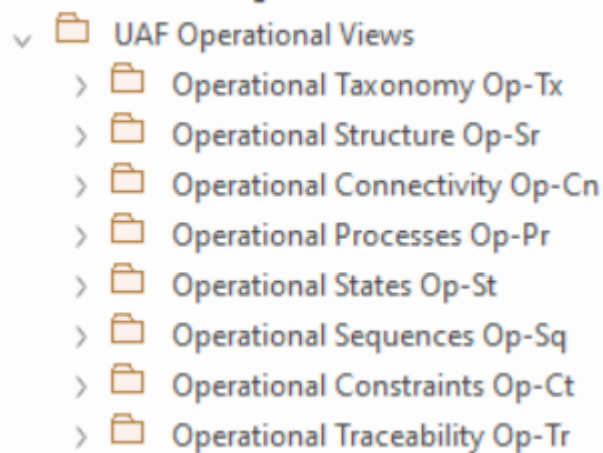 UAF Operational Views
Operational Taxonomy Op-Tx
Operational Structure Op-Sr
Operational Connectivity Op-Cn
Operational Processes Op-Pr
Operational States Op-St
Operational Sequences Op-Sq
Operational Constraints Op-Ct
Operational Traceability Op-Tr